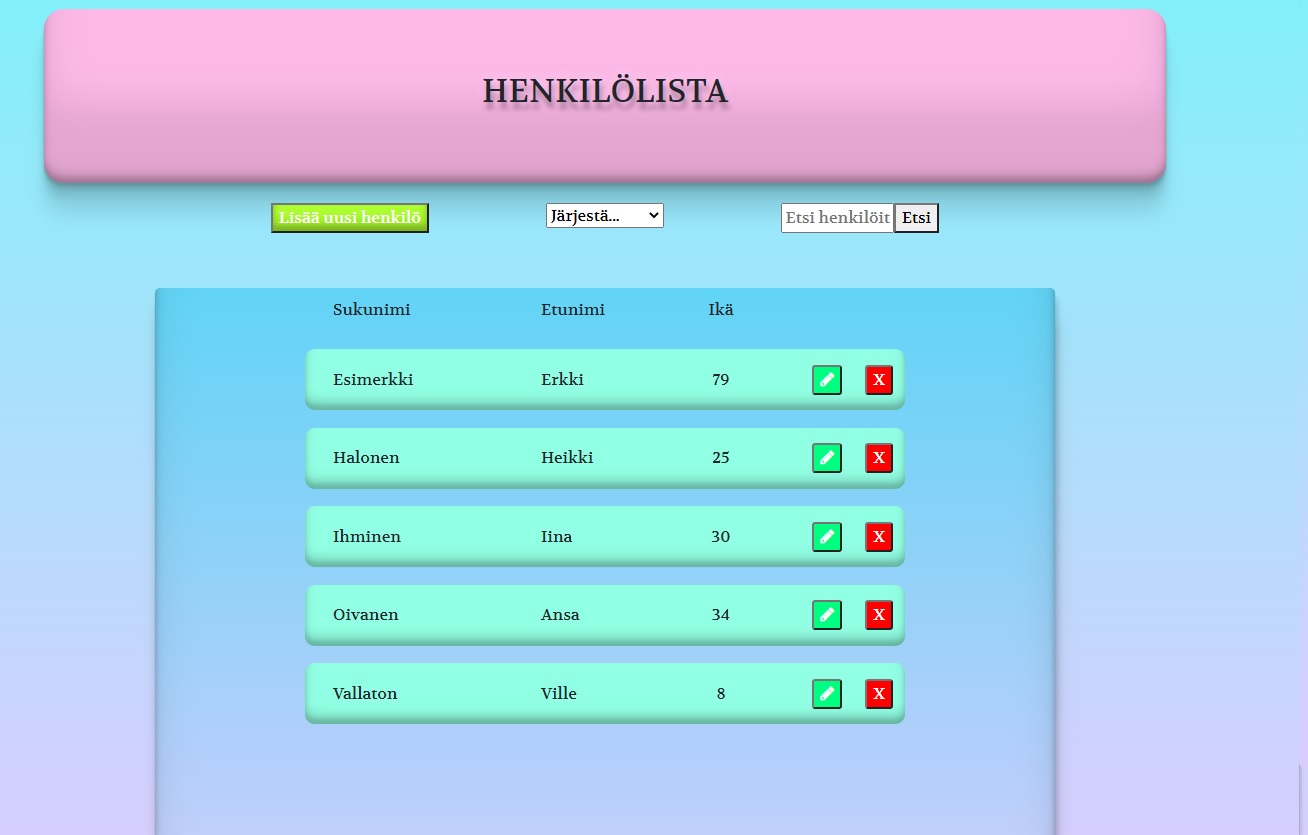 HENKILÖLISTA
Lisää uusi henkilö Järjestä... Etsi henkilöit Etsi
Sukunimi Etunimi Ikä
Esimerkki Erkki 79 X
Halonen Heikki 25 X
Ihminen Iina 30 X
Oivanen Ansa 34 X
Vallaton Ville 8 X